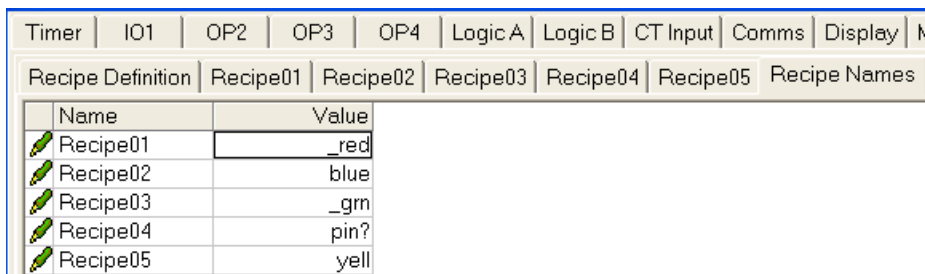 Timer IO1 OP2 OP3 OP4 Logic A Logic B CT Input Comms Display
Recipe Definition Recipe01 Recipe02 Recipe03 Recipe04 Recipe05 Recipe Names
Name Value
Recipe01 _red
Recipe02 blue
Recipe03 _grn
Recipe04 pin?
Recipe05 yell